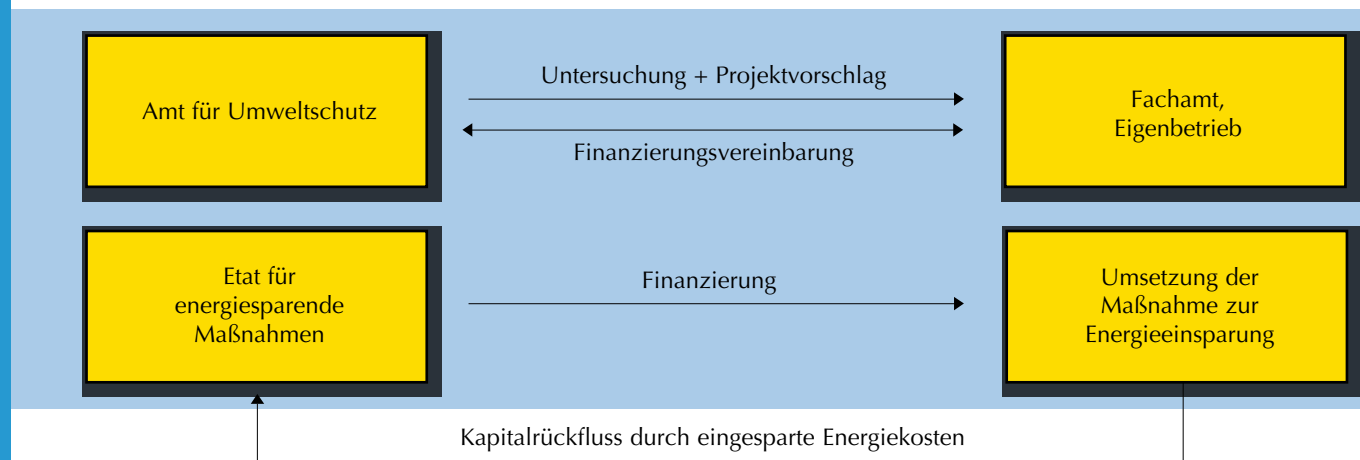 Amt für Umweltschutz
Untersuchung + Projektvorschlag
Finanzierungsvereinbarung
Fachamt,
Eigenbetrieb
Etat für
energiesparende
Maßnahmen
Finanzierung
Umsetzung der
Maßnahme zur
Energieeinsparung
Kapitalrückfluss durch eingesparte Energiekosten